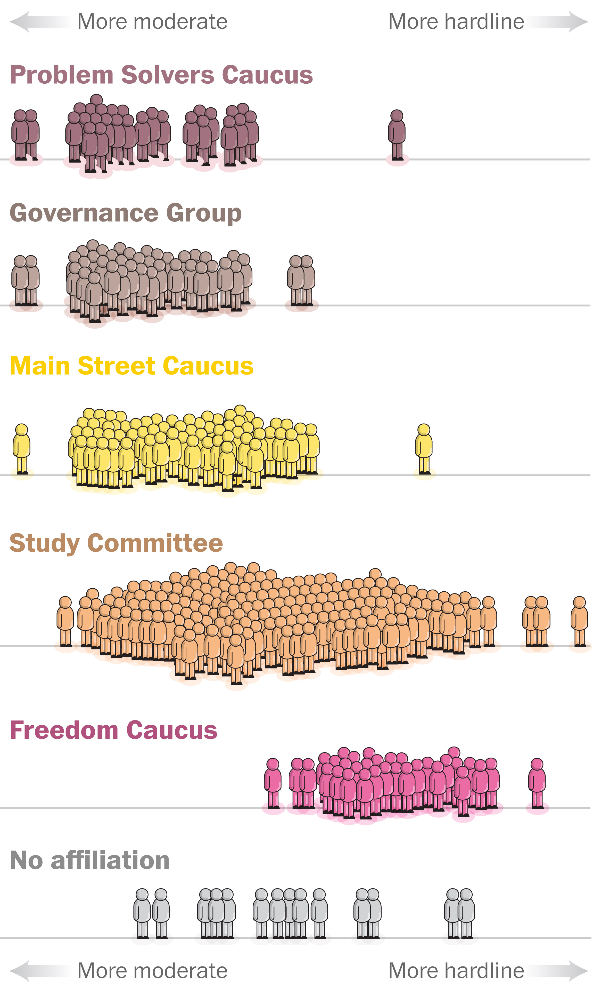 More moderate More hardline
Problem Solvers Caucus
Governance Group
Main Street Caucus
Study Committee
Freedom Caucus
No affiliation
More moderate More hardline